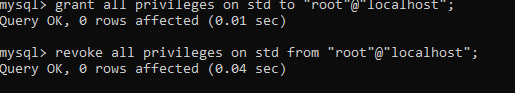 mysql> grant all privileges on std to "root"@"localhost";
Query OK, 0 rows affected (0.01 sec)
mysql> revoke all privileges on std from "root"@"localhost";
Query OK, 0 rows affected (0.04 sec)